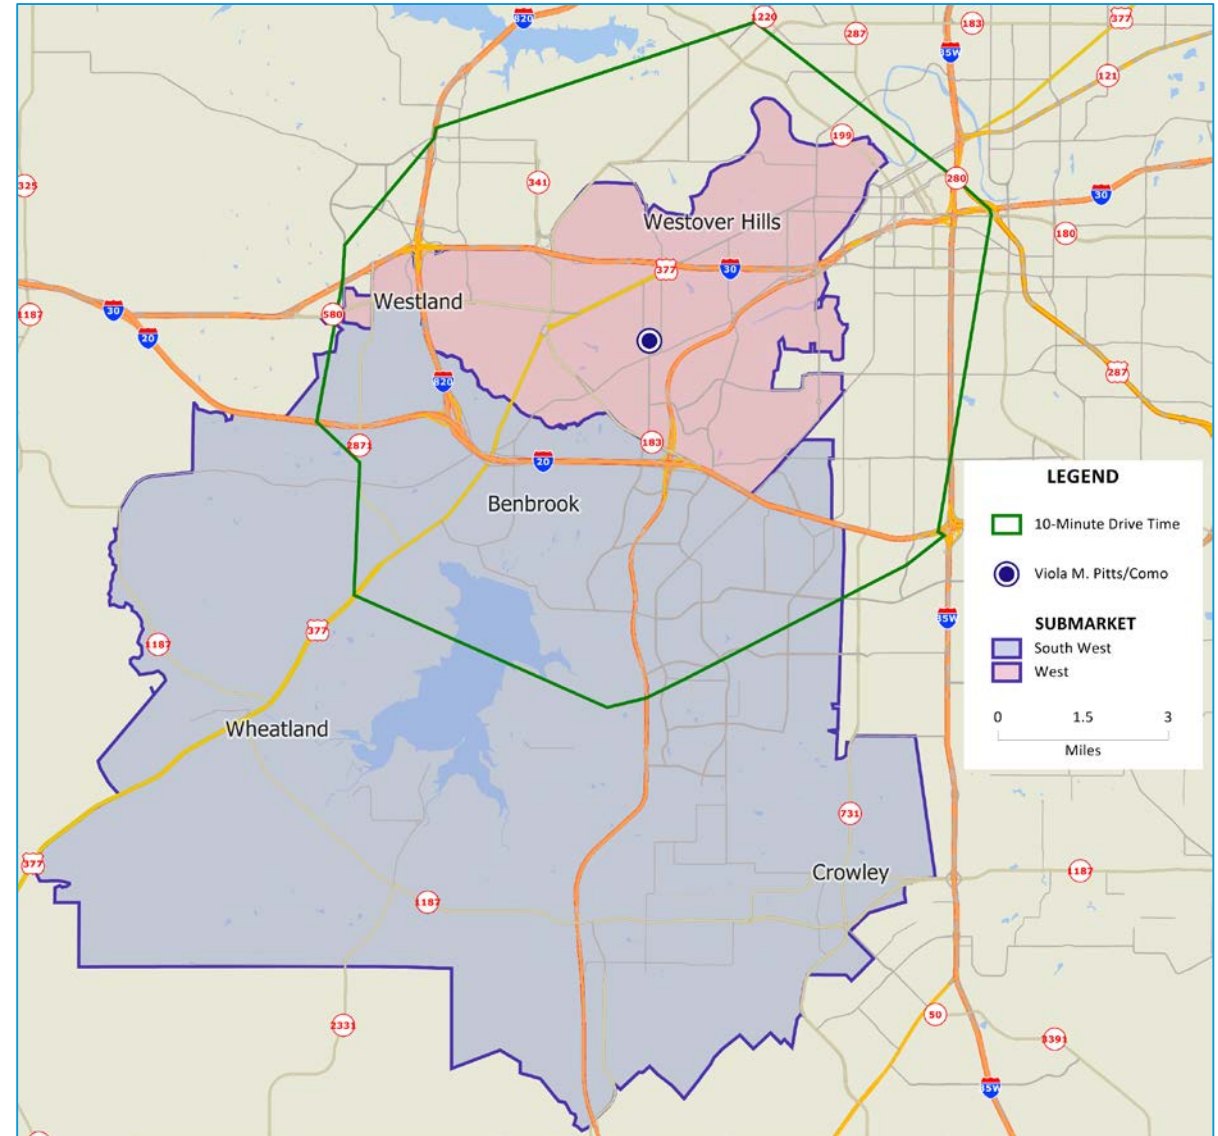 820
1220
287
183
377
35W
121
199
325
341
280
30
180
Westover Hills
377
30
Westland
1187
30
580
20
820
287
2871
183
20
LEGEND
Benbrook
10-Minute Drive Time
Viola M. Pitts/Como
35W
377
1187
SUBMARKET
South West
West
0 1.5 3
Miles
Wheatland
731
377
Crowley
1187
1187
50
2331
3391
35W